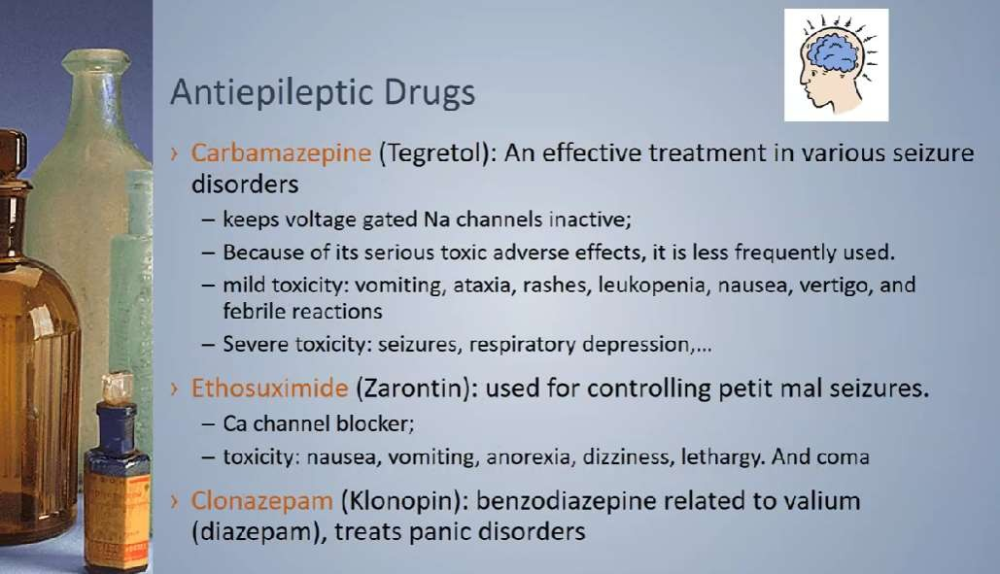 Antiepileptic Drugs
› Carbamazepine (Tegretol): An effective treatment in various seizure
disorders
– keeps voltage gated Na channels inactive;
– Because of its serious toxic adverse effects, it is less frequently used.
– mild toxicity: vomiting, ataxia, rashes, leukopenia, nausea, vertigo, and
febrile reactions
– Severe toxicity: seizures, respiratory depression,...
› Ethosuximide (Zarontin): used for controlling petit mal seizures.
– Ca channel blocker;
– toxicity: nausea, vomiting, anorexia, dizziness, lethargy. And coma
› Clonazepam (Klonopin): benzodiazepine related to valium
(diazepam), treats panic disorders